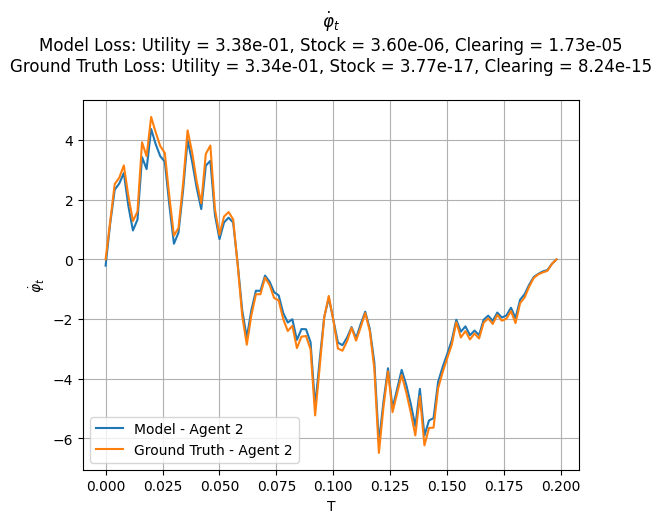 φ̇ₜ
Model Loss: Utility = 3.38e-01, Stock = 3.60e-06, Clearing = 1.73e-05
Ground Truth Loss: Utility = 3.34e-01, Stock = 3.77e-17, Clearing = 8.24e-15
4
2
0
−2
−4
−6
φ̇ₜ
Model - Agent 2
Ground Truth - Agent 2
0.000 0.025 0.050 0.075 0.100 0.125 0.150 0.175 0.200
T